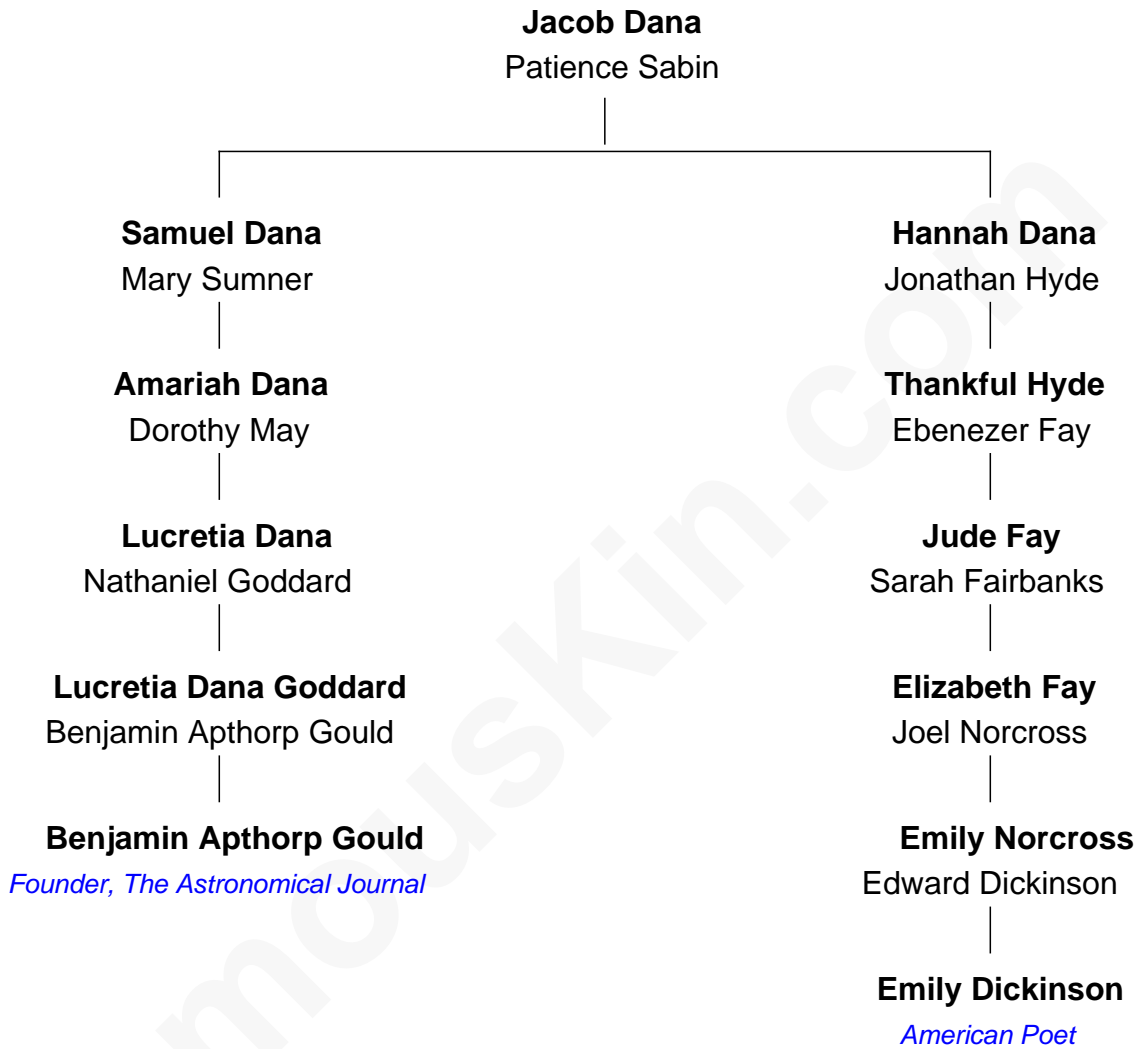 Jacob Dana
Patience Sabin
Samuel Dana
Mary Sumner
Amariah Dana
Dorothy May
Lucretia Dana
Nathaniel Goddard
Lucretia Dana Goddard
Benjamin Apthorp Gould
Benjamin Apthorp Gould
Founder, The Astronomical Journal
Hannah Dana
Jonathan Hyde
Thankful Hyde
Ebenezer Fay
Jude Fay
Sarah Fairbanks
Elizabeth Fay
Joel Norcross
Emily Norcross
Edward Dickinson
Emily Dickinson
American Poet
mousKin.com